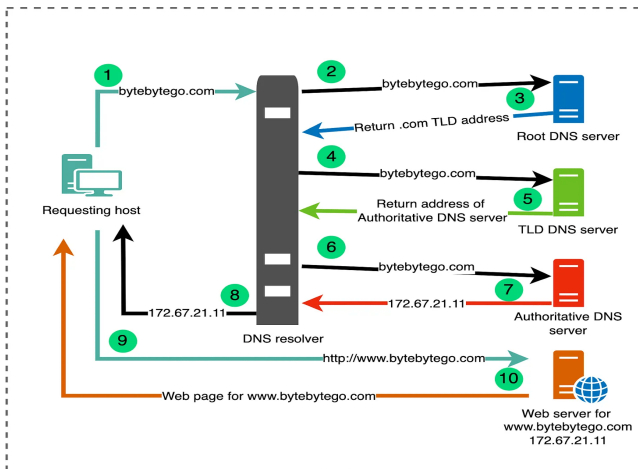 1
bytebytego.com
2
bytebytego.com
3
Return .com TLD address
Root DNS server
4
bytebytego.com
Requesting host
5
Return address of
Authoritative DNS server
TLD DNS server
6
bytebytego.com
7
172.67.21.11
8
172.67.21.11
Authoritative DNS
server
DNS resolver
9
http://www.bytebytego.com
10
Web page for www.bytebytego.com
Web server for
www.bytebytego.com
172.67.21.11